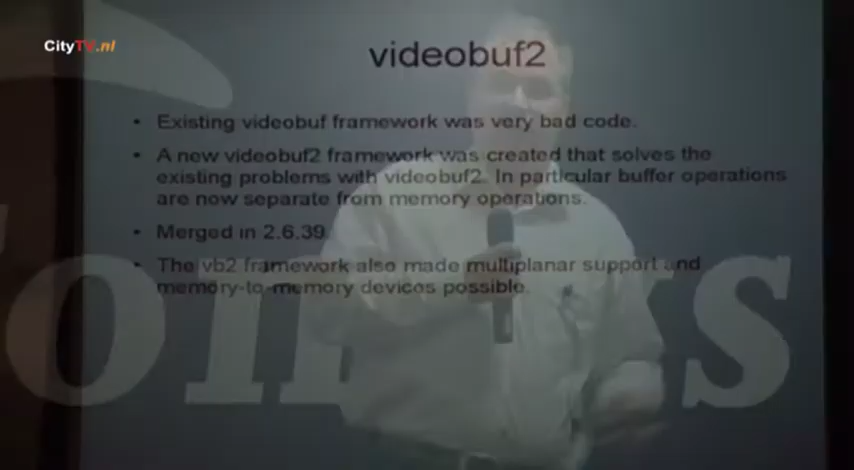 CityTV.nl
videobuf2
• Existing videobuf framework was very bad code.
• A new videobuf2 framework was created that solves the
existing problems with videobuf2. In particular buffer operations
are now separate from memory operations.
• Merged in 2.6.39
• The vb2 framework also made multiplanar support and
memory-to-memory devices possible.